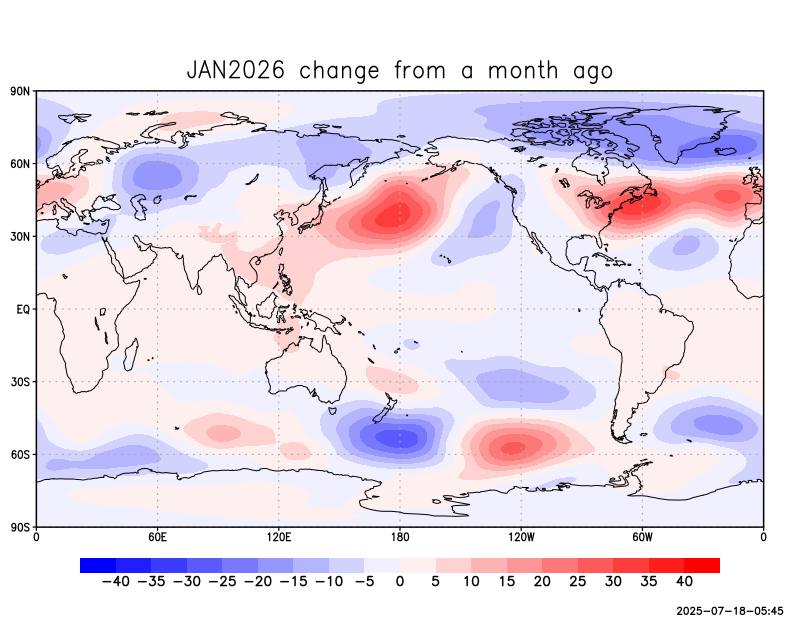 JAN2026 change from a month ago
90N
60N
30N
EQ
30S
60S
90S
0 60E 120E 180 120W 60W 0
−40 −35 −30 −25 −20 −15 −10 −5 0 5 10 15 20 25 30 35 40
2025-07-18-05:45